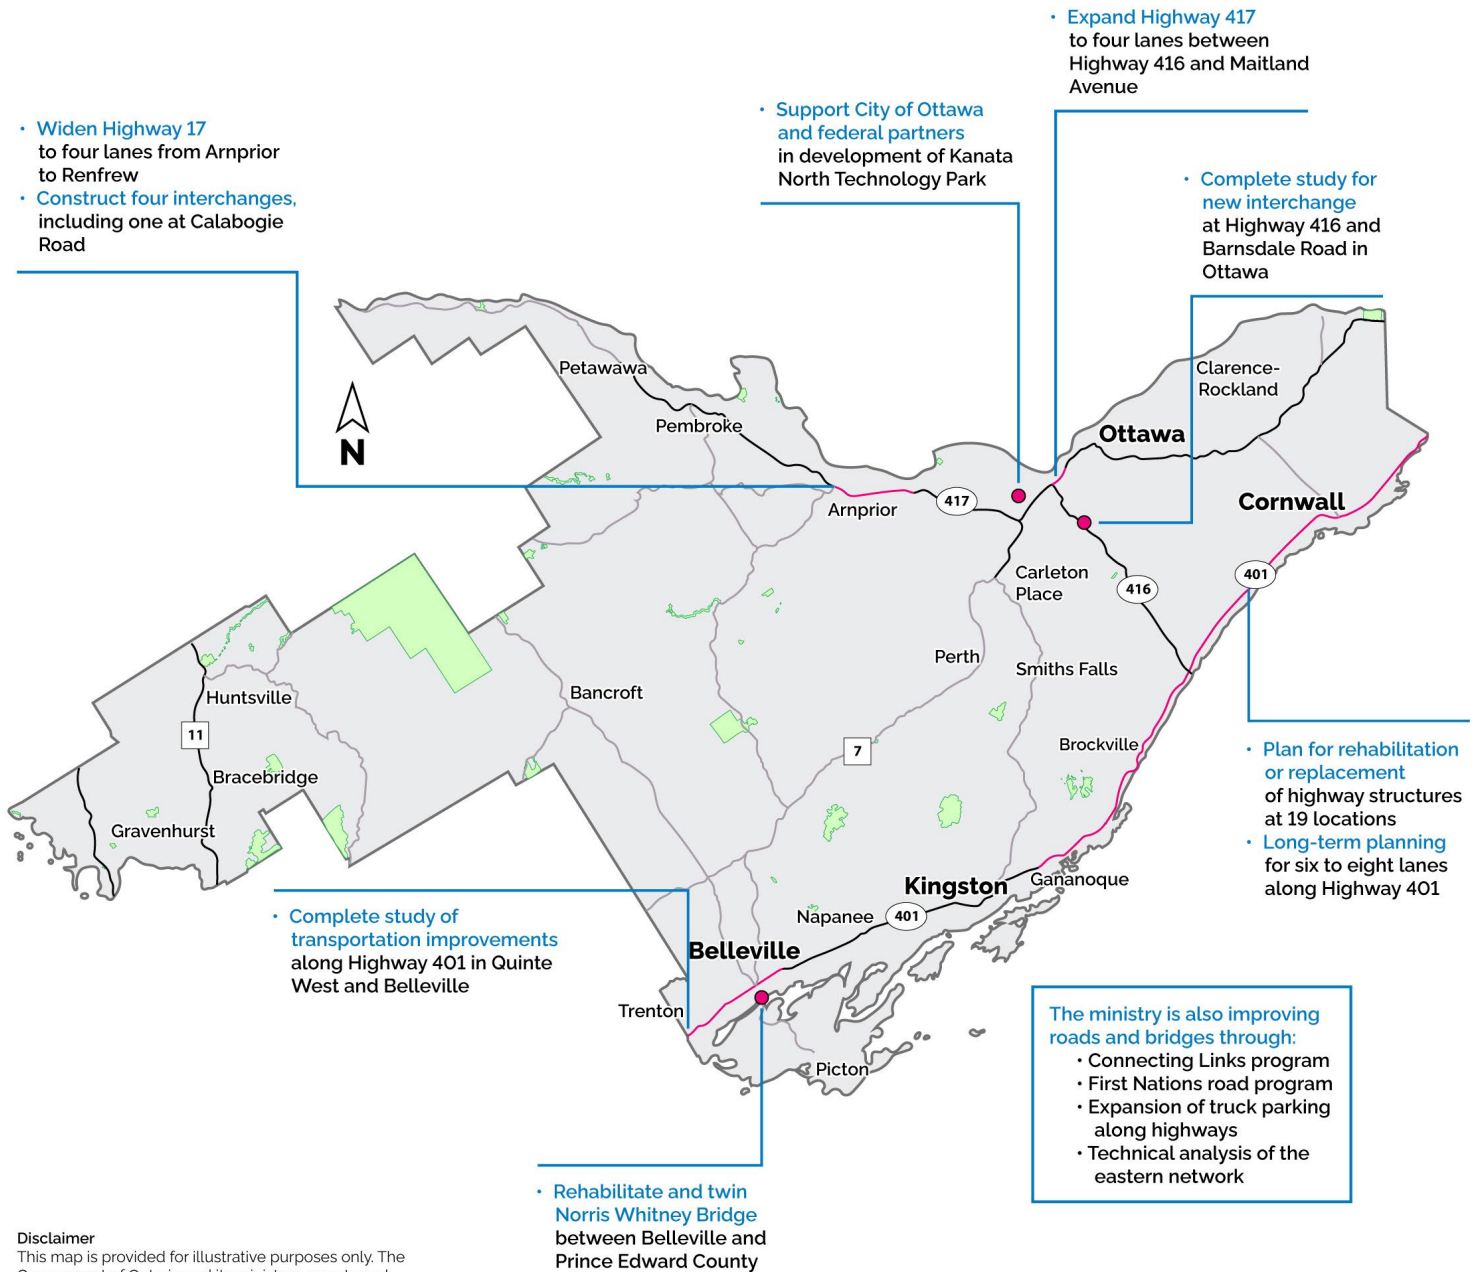 • Expand Highway 417
to four lanes between
Highway 416 and Maitland
Avenue
• Support City of Ottawa
and federal partners
in development of Kanata
North Technology Park
• Widen Highway 17
to four lanes from Arnprior
to Renfrew
• Construct four interchanges,
including one at Calabogie
Road
• Complete study for
new interchange
at Highway 416 and
Barnsdale Road in
Ottawa
N
Petawawa
Pembroke
Clarence-
Rockland
Ottawa
Arnprior
417
Cornwall
401
Carleton
Place
416
Perth
Smiths Falls
Huntsville
Bancroft
11
7
Brockville
Bracebridge
Gravenhurst
Kingston
Gananoque
Napanee
401
Belleville
Trenton
Picton
• Plan for rehabilitation
or replacement
of highway structures
at 19 locations
• Long-term planning
for six to eight lanes
along Highway 401
• Complete study of
transportation improvements
along Highway 401 in Quinte
West and Belleville
The ministry is also improving
roads and bridges through:
• Connecting Links program
• First Nations road program
• Expansion of truck parking
along highways
• Technical analysis of the
eastern network
• Rehabilitate and twin
Norris Whitney Bridge
between Belleville and
Prince Edward County
Disclaimer
This map is provided for illustrative purposes only. The